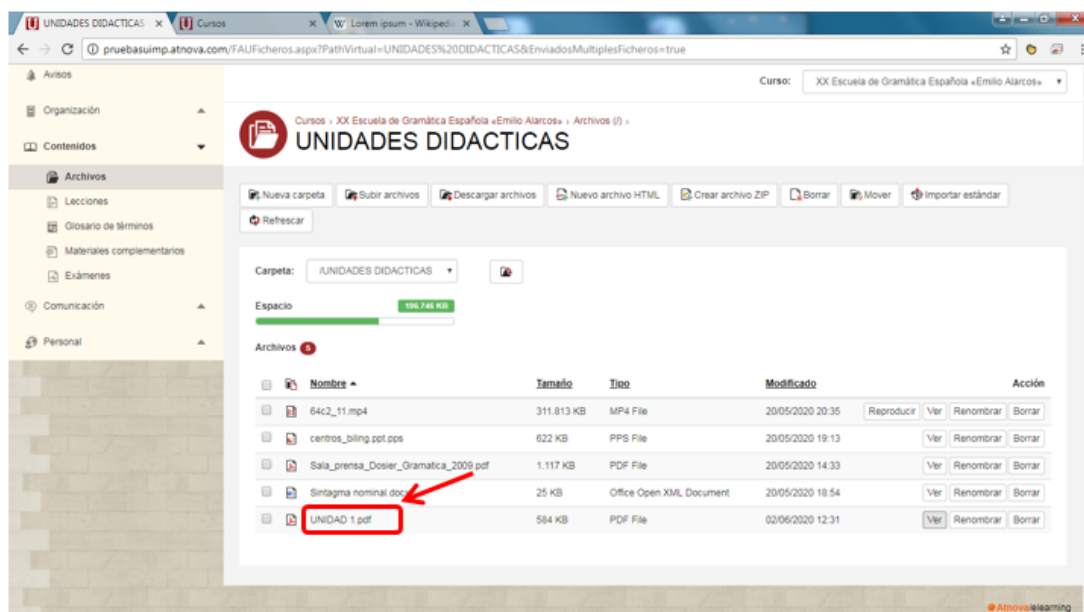 UNIDADES DIDACTICAS
Cursos
Lorem ipsum - Wikipedi
pruebasuimp.atnova.com/FAUFicheros.aspx?PathVirtual=UNIDADES%20DIDACTICAS&EnviadosMultiplesFicheros=true
Avisos
Organización
Contenidos
Archivos
Lecciones
Glosario de términos
Materiales complementarios
Exámenes
Comunicación
Personal
Curso: XX Escuela de Gramática Española «Emilio Alarcos»
Cursos › XX Escuela de Gramática Española «Emilio Alarcos» › Archivos (/) ›
UNIDADES DIDACTICAS
Nueva carpeta Subir archivos Descargar archivos Nuevo archivo HTML Crear archivo ZIP Borrar Mover Importar estándar
Refrescar
Carpeta: /UNIDADES DIDACTICAS
Espacio 196.746 KB
Archivos 5
Nombre Tamaño Tipo Modificado Acción
64c2_11.mp4 311.813 KB MP4 File 20/05/2020 20:35 Reproducir Ver Renombrar Borrar
centros_biling.ppt.pps 622 KB PPS File 20/05/2020 19:13 Ver Renombrar Borrar
Sala_prensa_Dosier_Gramatica_2009.pdf 1.117 KB PDF File 20/05/2020 14:33 Ver Renombrar Borrar
Sintagma nominal.docx 25 KB Office Open XML Document 20/05/2020 18:54 Ver Renombrar Borrar
UNIDAD 1.pdf 584 KB PDF File 02/06/2020 12:31 Ver Renombrar Borrar
Atnova elearning